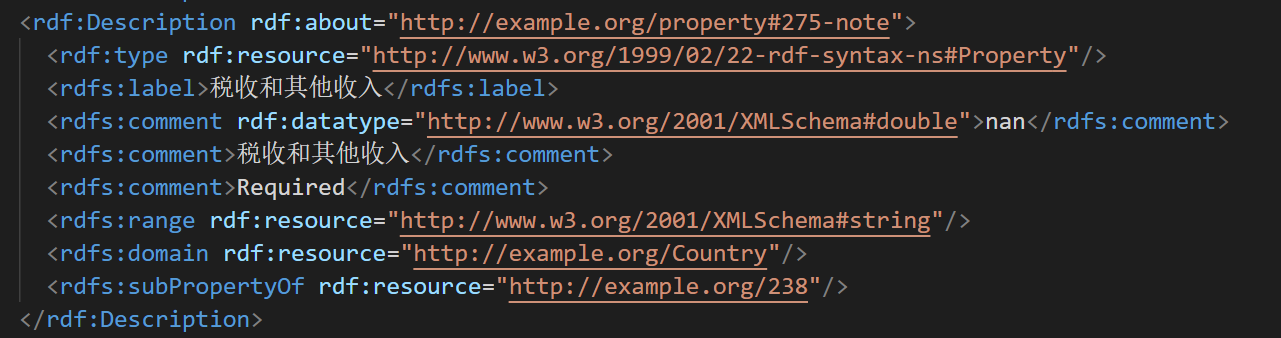 <rdf:Description rdf:about="http://example.org/property#275-note">
<rdf:type rdf:resource="http://www.w3.org/1999/02/22-rdf-syntax-ns#Property"/>
<rdfs:label>税收和其他收入</rdfs:label>
<rdfs:comment rdf:datatype="http://www.w3.org/2001/XMLSchema#double">nan</rdfs:comment>
<rdfs:comment>税收和其他收入</rdfs:comment>
<rdfs:comment>Required</rdfs:comment>
<rdfs:range rdf:resource="http://www.w3.org/2001/XMLSchema#string"/>
<rdfs:domain rdf:resource="http://example.org/Country"/>
<rdfs:subPropertyOf rdf:resource="http://example.org/238"/>
</rdf:Description>